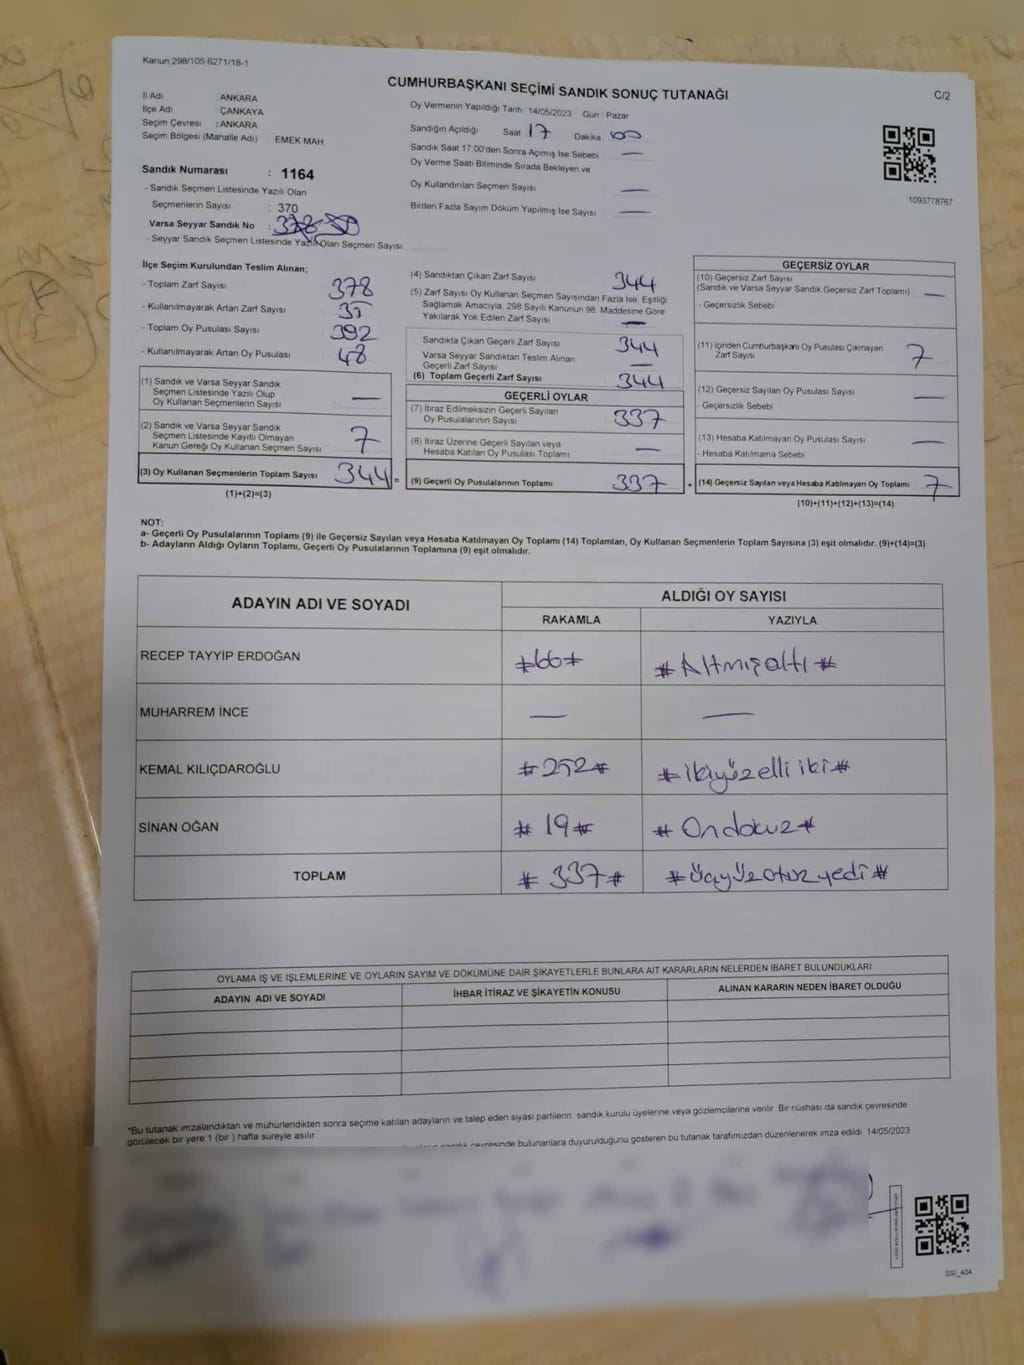 Kanun:298/105,6271/18-1
CUMHURBAŞKANI SEÇİMİ SANDIK SONUÇ TUTANAĞI
C/2
İl Adı ANKARA
İlçe Adı ÇANKAYA
Seçim Çevresi : ANKARA
Seçim Bölgesi (Mahalle Adı) EMEK MAH.
Oy Vermenin Yapıldığı Tarih 14/05/2023 Gün Pazar
Sandığın Açıldığı Saat 17 Dakika 00
Sandık Saat 17:00'den Sonra Açımış İse Sebebi —
Oy Verme Saati Bitiminde Sırada Bekleyen ve
Oy Kullandırılan Seçmen Sayısı —
Birden Fazla Sayım Döküm Yapılmış İse Sayısı —
1093778767
Sandık Numarası : 1164
- Sandık Seçmen Listesinde Yazılı Olan
Seçmenlerin Sayısı : 370
Varsa Seyyar Sandık No :
- Seyyar Sandık Seçmen Listesinde Yazılı Olan Seçmen Sayısı
İlçe Seçim Kurulundan Teslim Alınan;
- Toplam Zarf Sayısı 378
- Kullanılmayarak Artan Zarf Sayısı
- Toplam Oy Pusulası Sayısı 392
- Kullanılmayarak Artan Oy Pusulası 48
(1) Sandık ve Varsa Seyyar Sandık
Seçmen Listesinde Yazılı Olup
Oy Kullanan Seçmenlerin Sayısı —
(2) Sandık ve Varsa Seyyar Sandık
Seçmen Listesinde Kayıtlı Olmayan
Kanun Gereği Oy Kullanan Seçmen Sayısı 7
(3) Oy Kullanan Seçmenlerin Toplam Sayısı 344 =
(1)+(2)=(3)
(4) Sandıktan Çıkan Zarf Sayısı 344
(5) Zarf Sayısı Oy Kullanan Seçmen Sayısından Fazla İse, Eşitliği
Sağlamak Amacıyla, 298 Sayılı Kanunun 98. Maddesine Göre
Yakılarak Yok Edilen Zarf Sayısı —
Sandıkta Çıkan Geçerli Zarf Sayısı 344
Varsa Seyyar Sandıktan Teslim Alınan
Geçerli Zarf Sayısı —
(6) Toplam Geçerli Zarf Sayısı 344
GEÇERLİ OYLAR
(7) İtiraz Edilmeksizin Geçerli Sayılan
Oy Pusulalarının Sayısı 337
(8) İtiraz Üzerine Geçerli Sayılan veya
Hesaba Katılan Oy Pusulası Toplamı —
(9) Geçerli Oy Pusulalarının Toplamı 337 +
GEÇERSİZ OYLAR
(10) Geçersiz Zarf Sayısı
(Sandık ve Varsa Seyyar Sandık Geçersiz Zarf Toplamı) —
- Geçersizlik Sebebi
(11) İçinden Cumhurbaşkanı Oy Pusulası Çıkmayan
Zarf Sayısı 7
(12) Geçersiz Sayılan Oy Pusulası Sayısı —
- Geçersizlik Sebebi
(13) Hesaba Katılmayan Oy Pusulası Sayısı —
- Hesaba Katılmama Sebebi
(14) Geçersiz Sayılan veya Hesaba Katılmayan Oy Toplamı 7
(10)+(11)+(12)+(13)=(14)
NOT:
a- Geçerli Oy Pusulalarının Toplamı (9) ile Geçersiz Sayılan veya Hesaba Katılmayan Oy Toplamı (14) Toplamları, Oy Kullanan Seçmenlerin Toplam Sayısına (3) eşit olmalıdır. (9)+(14)=(3)
b- Adayların Aldığı Oyların Toplamı, Geçerli Oy Pusulalarının Toplamına (9) eşit olmalıdır.
ADAYIN ADI VE SOYADI ALDIĞI OY SAYISI
RAKAMLA YAZIYLA
RECEP TAYYİP ERDOĞAN #66# #Altmışaltı#
MUHARREM İNCE — —
KEMAL KILIÇDAROĞLU #252# #ikiyüzelli iki#
SİNAN OĞAN #19# #Ondokuz#
TOPLAM #337# #üçyüzotuzyedi#
OYLAMA İŞ VE İŞLEMLERİNE VE OYLARIN SAYIM VE DÖKÜMÜNE DAİR ŞİKAYETLERLE BUNLARA AİT KARARLARIN NELERDEN İBARET BULUNDUKLARI
ADAYIN ADI VE SOYADI İHBAR İTİRAZ VE ŞİKAYETİN KONUSU ALINAN KARARIN NEDEN İBARET OLDUĞU
*Bu tutanak imzalandıktan ve mühürlendikten sonra seçime katılan adayların ve talep eden siyası partilerin sandık kurulu üyelerine veya gözlemcilerine verilir Bir nüshası da sandık çevresinde
görülecek bir yere 1 (bir ) hafta süreyle asılır
sandık çevresinde bulunanlara duyurulduğunu gösteren bu tutanak tarafımızdan düzenlenerek imza edildi. 14/05/2023
GSI_404